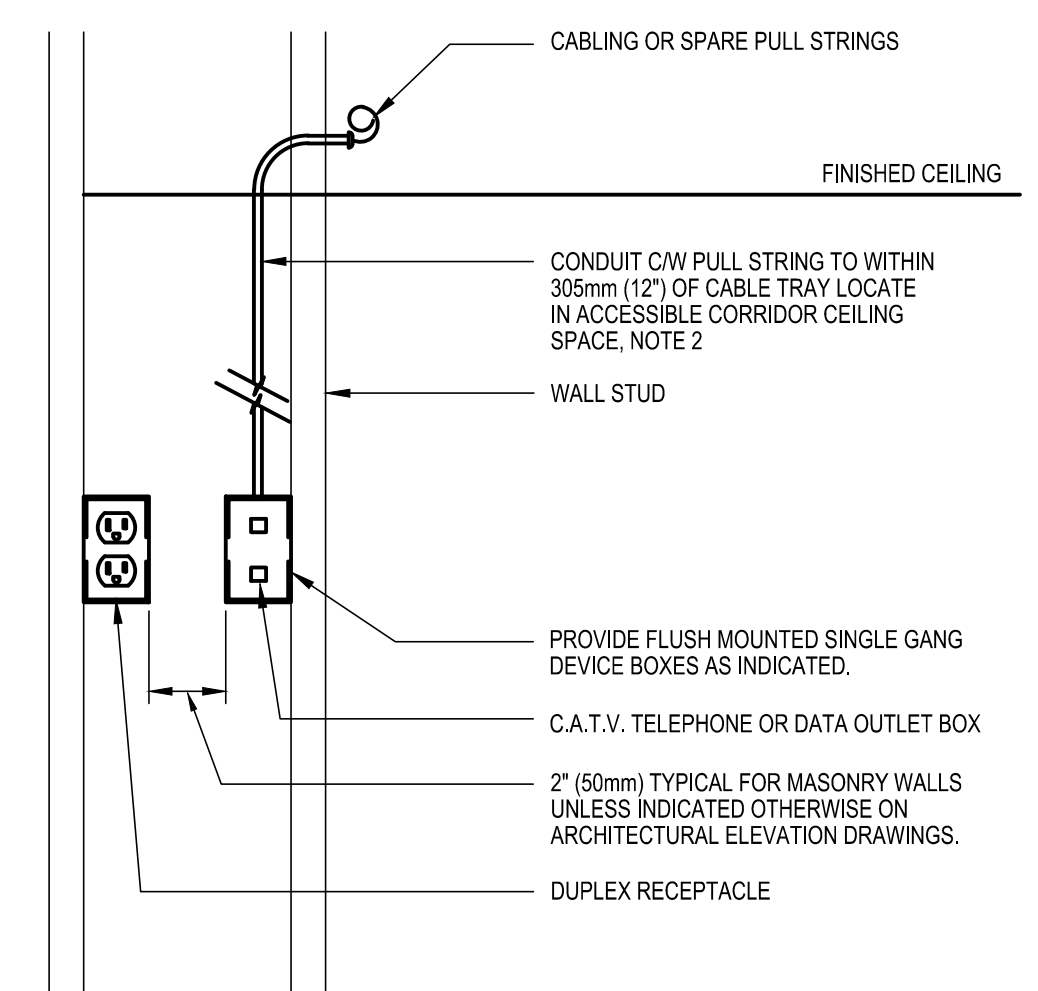 CABLING OR SPARE PULL STRINGS
FINISHED CEILING
CONDUIT C/W PULL STRING TO WITHIN
305mm (12") OF CABLE TRAY LOCATE
IN ACCESSIBLE CORRIDOR CEILING
SPACE, NOTE 2
WALL STUD
PROVIDE FLUSH MOUNTED SINGLE GANG
DEVICE BOXES AS INDICATED.
C.A.T.V. TELEPHONE OR DATA OUTLET BOX
2" (50mm) TYPICAL FOR MASONRY WALLS
UNLESS INDICATED OTHERWISE ON
ARCHITECTURAL ELEVATION DRAWINGS.
DUPLEX RECEPTACLE